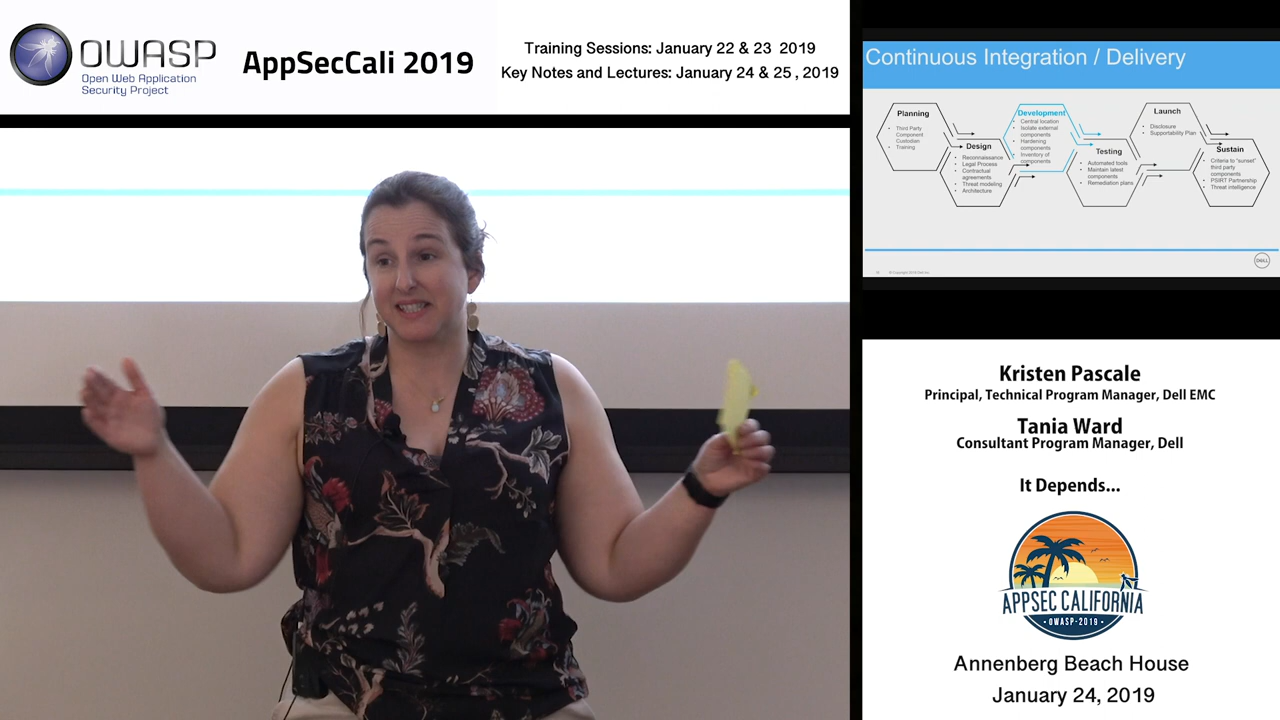 OWASP
Open Web Application
Security Project
AppSecCali 2019
Training Sessions: January 22 & 23 2019
Key Notes and Lectures: January 24 & 25 , 2019
Continuous Integration / Delivery
Planning
• Third Party
Component
Custodian
• Training
Design
• Reconnaissance
• Legal Process
• Contractual
agreements
• Threat modeling
• Architecture
Development
• Central location
• Isolate external
components
• Hardening
components
• Inventory of
components
Testing
• Automated tools
• Maintain latest
components
• Remediation plans
Launch
• Disclosure
• Supportability Plan
Sustain
• Criteria to "sunset"
third party
components
• PSIRT Partnership
• Threat intelligence
DELL
Kristen Pascale
Principal, Technical Program Manager, Dell EMC
Tania Ward
Consultant Program Manager, Dell
It Depends...
APPSEC CALIFORNIA
• OWASP-2019 •
Annenberg Beach House
January 24, 2019